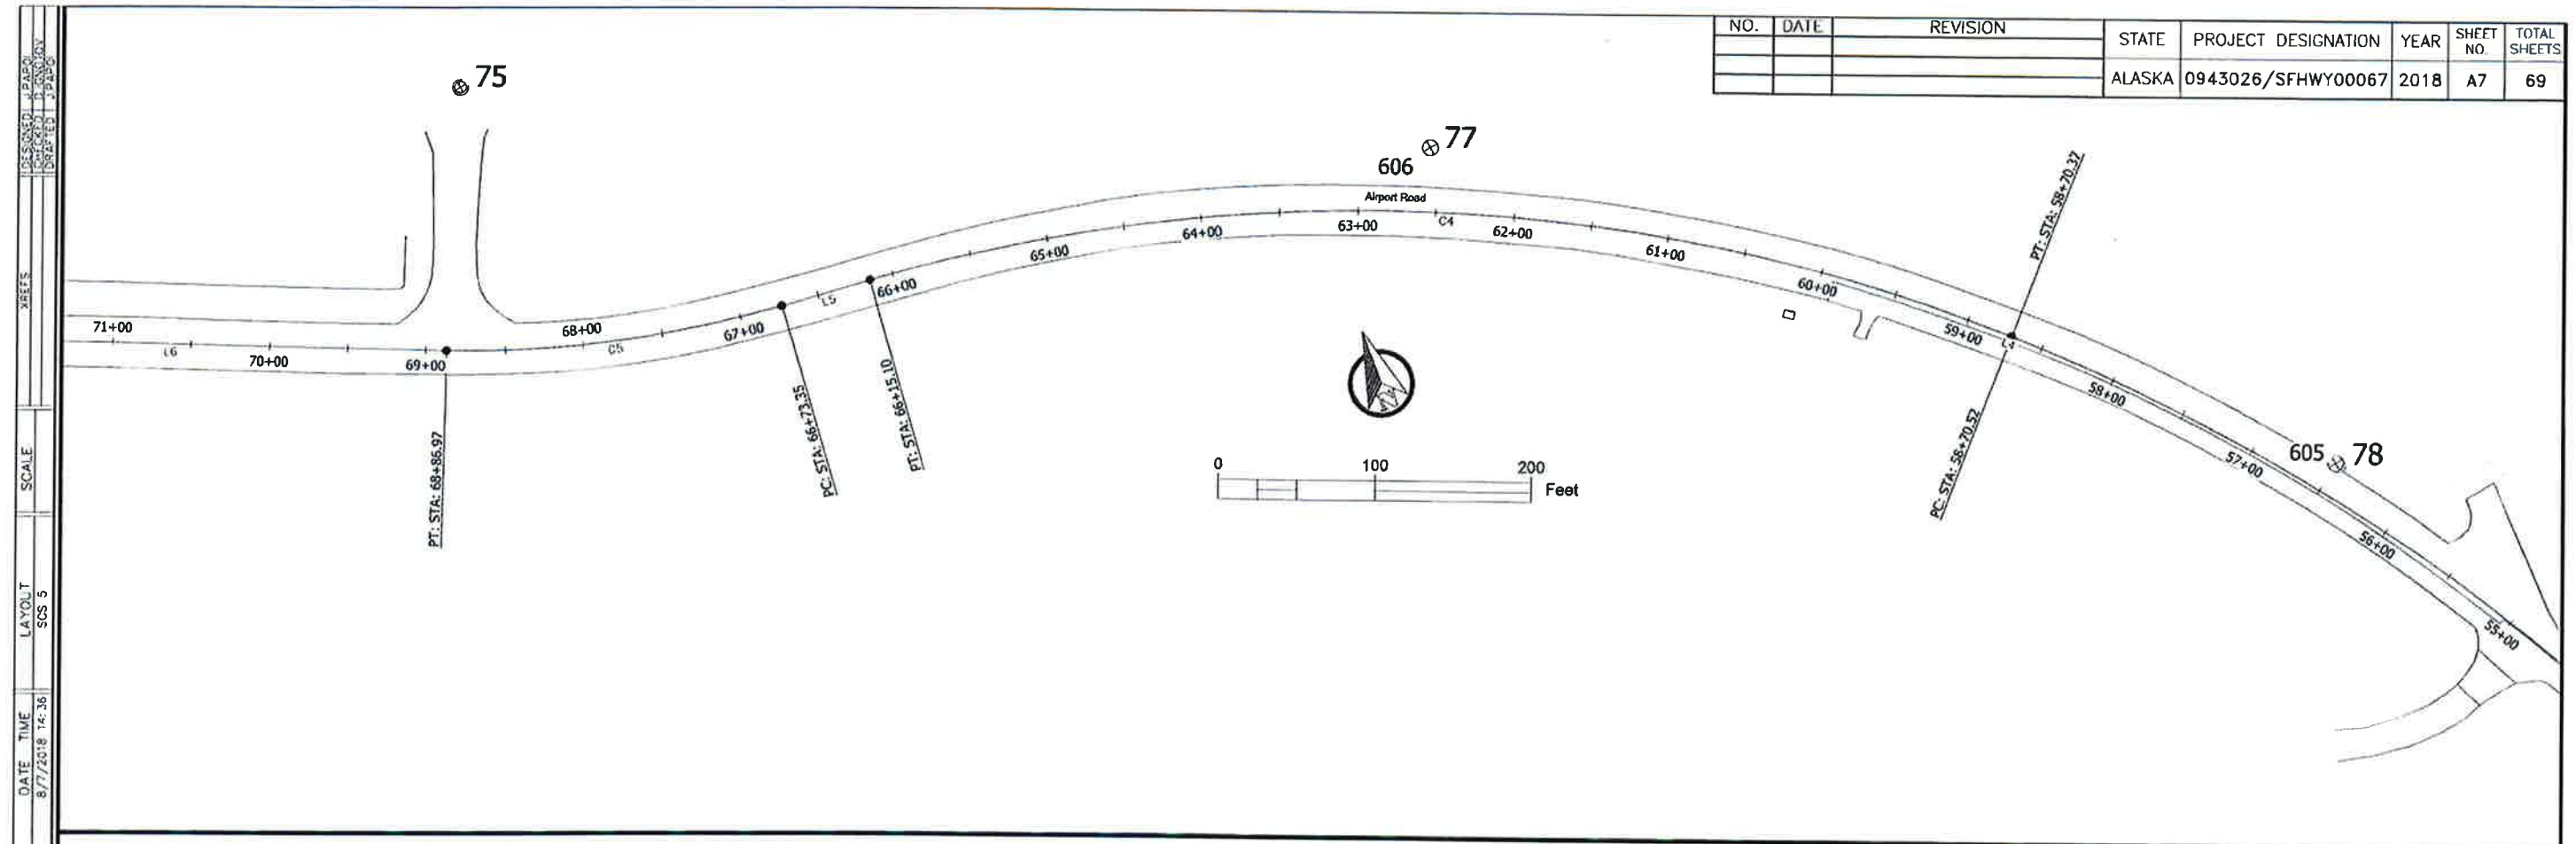 NO. DATE REVISION STATE PROJECT DESIGNATION YEAR SHEET NO. TOTAL SHEETS
ALASKA 0943026/SFHWY00067 2018 A7 69
DESIGNED J.PAPOI
CHECKED
DRAFTED J.PAPOI
XREFS
SCALE
LAYOUT
SCS 5
DATE TIME
8/7/2018 14:36
75
77
606
Airport Road
71+00
L6
70+00
69+00
68+00
C5
67+00
L5
66+00
65+00
64+00
63+00
C4
62+00
61+00
60+00
59+00
L4
58+00
57+00
56+00
55+00
605
78
PT: STA: 68+86.97
PC: STA: 66+73.35
PT: STA: 66+15.10
PC: STA: 58+70.52
PT: STA: 58+70.37
0 100 200
Feet